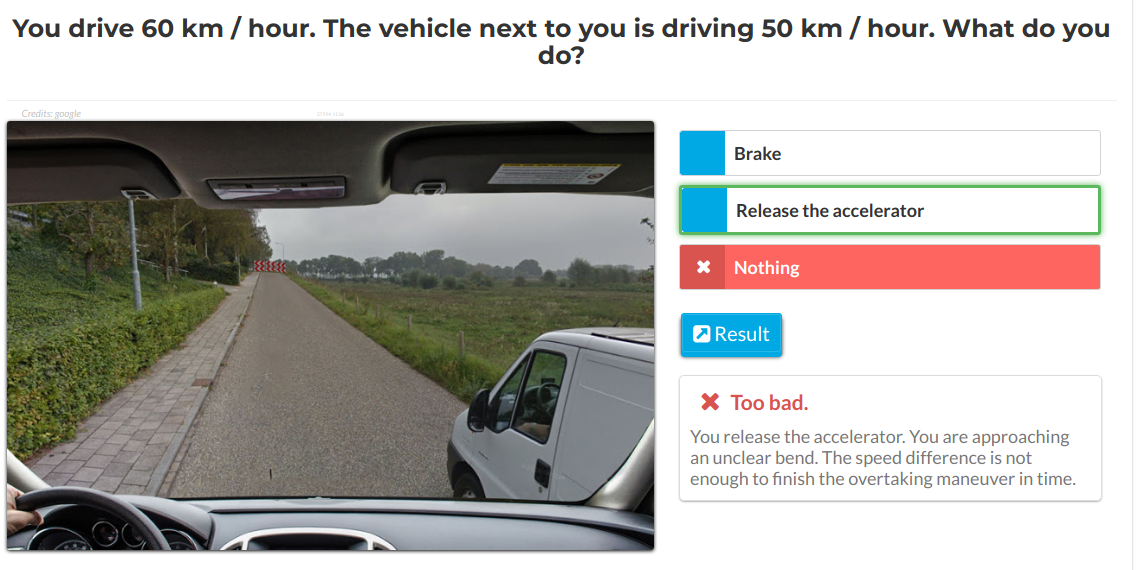 You drive 60 km / hour. The vehicle next to you is driving 50 km / hour. What do you
do?
Credits: google
Brake
Release the accelerator
Nothing
Result
Too bad.
You release the accelerator. You are approaching
an unclear bend. The speed difference is not
enough to finish the overtaking maneuver in time.